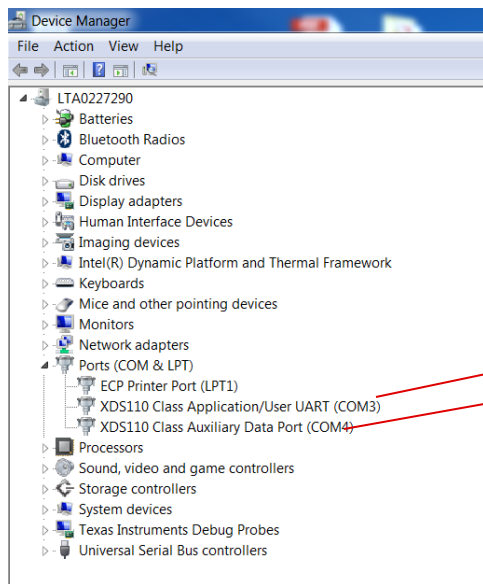 Device Manager
File Action View Help
LTA0227290
Batteries
Bluetooth Radios
Computer
Disk drives
Display adapters
Human Interface Devices
Imaging devices
Intel(R) Dynamic Platform and Thermal Framework
Keyboards
Mice and other pointing devices
Monitors
Network adapters
Ports (COM & LPT)
ECP Printer Port (LPT1)
XDS110 Class Application/User UART (COM3)
XDS110 Class Auxiliary Data Port (COM4)
Processors
Sound, video and game controllers
Storage controllers
System devices
Texas Instruments Debug Probes
Universal Serial Bus controllers